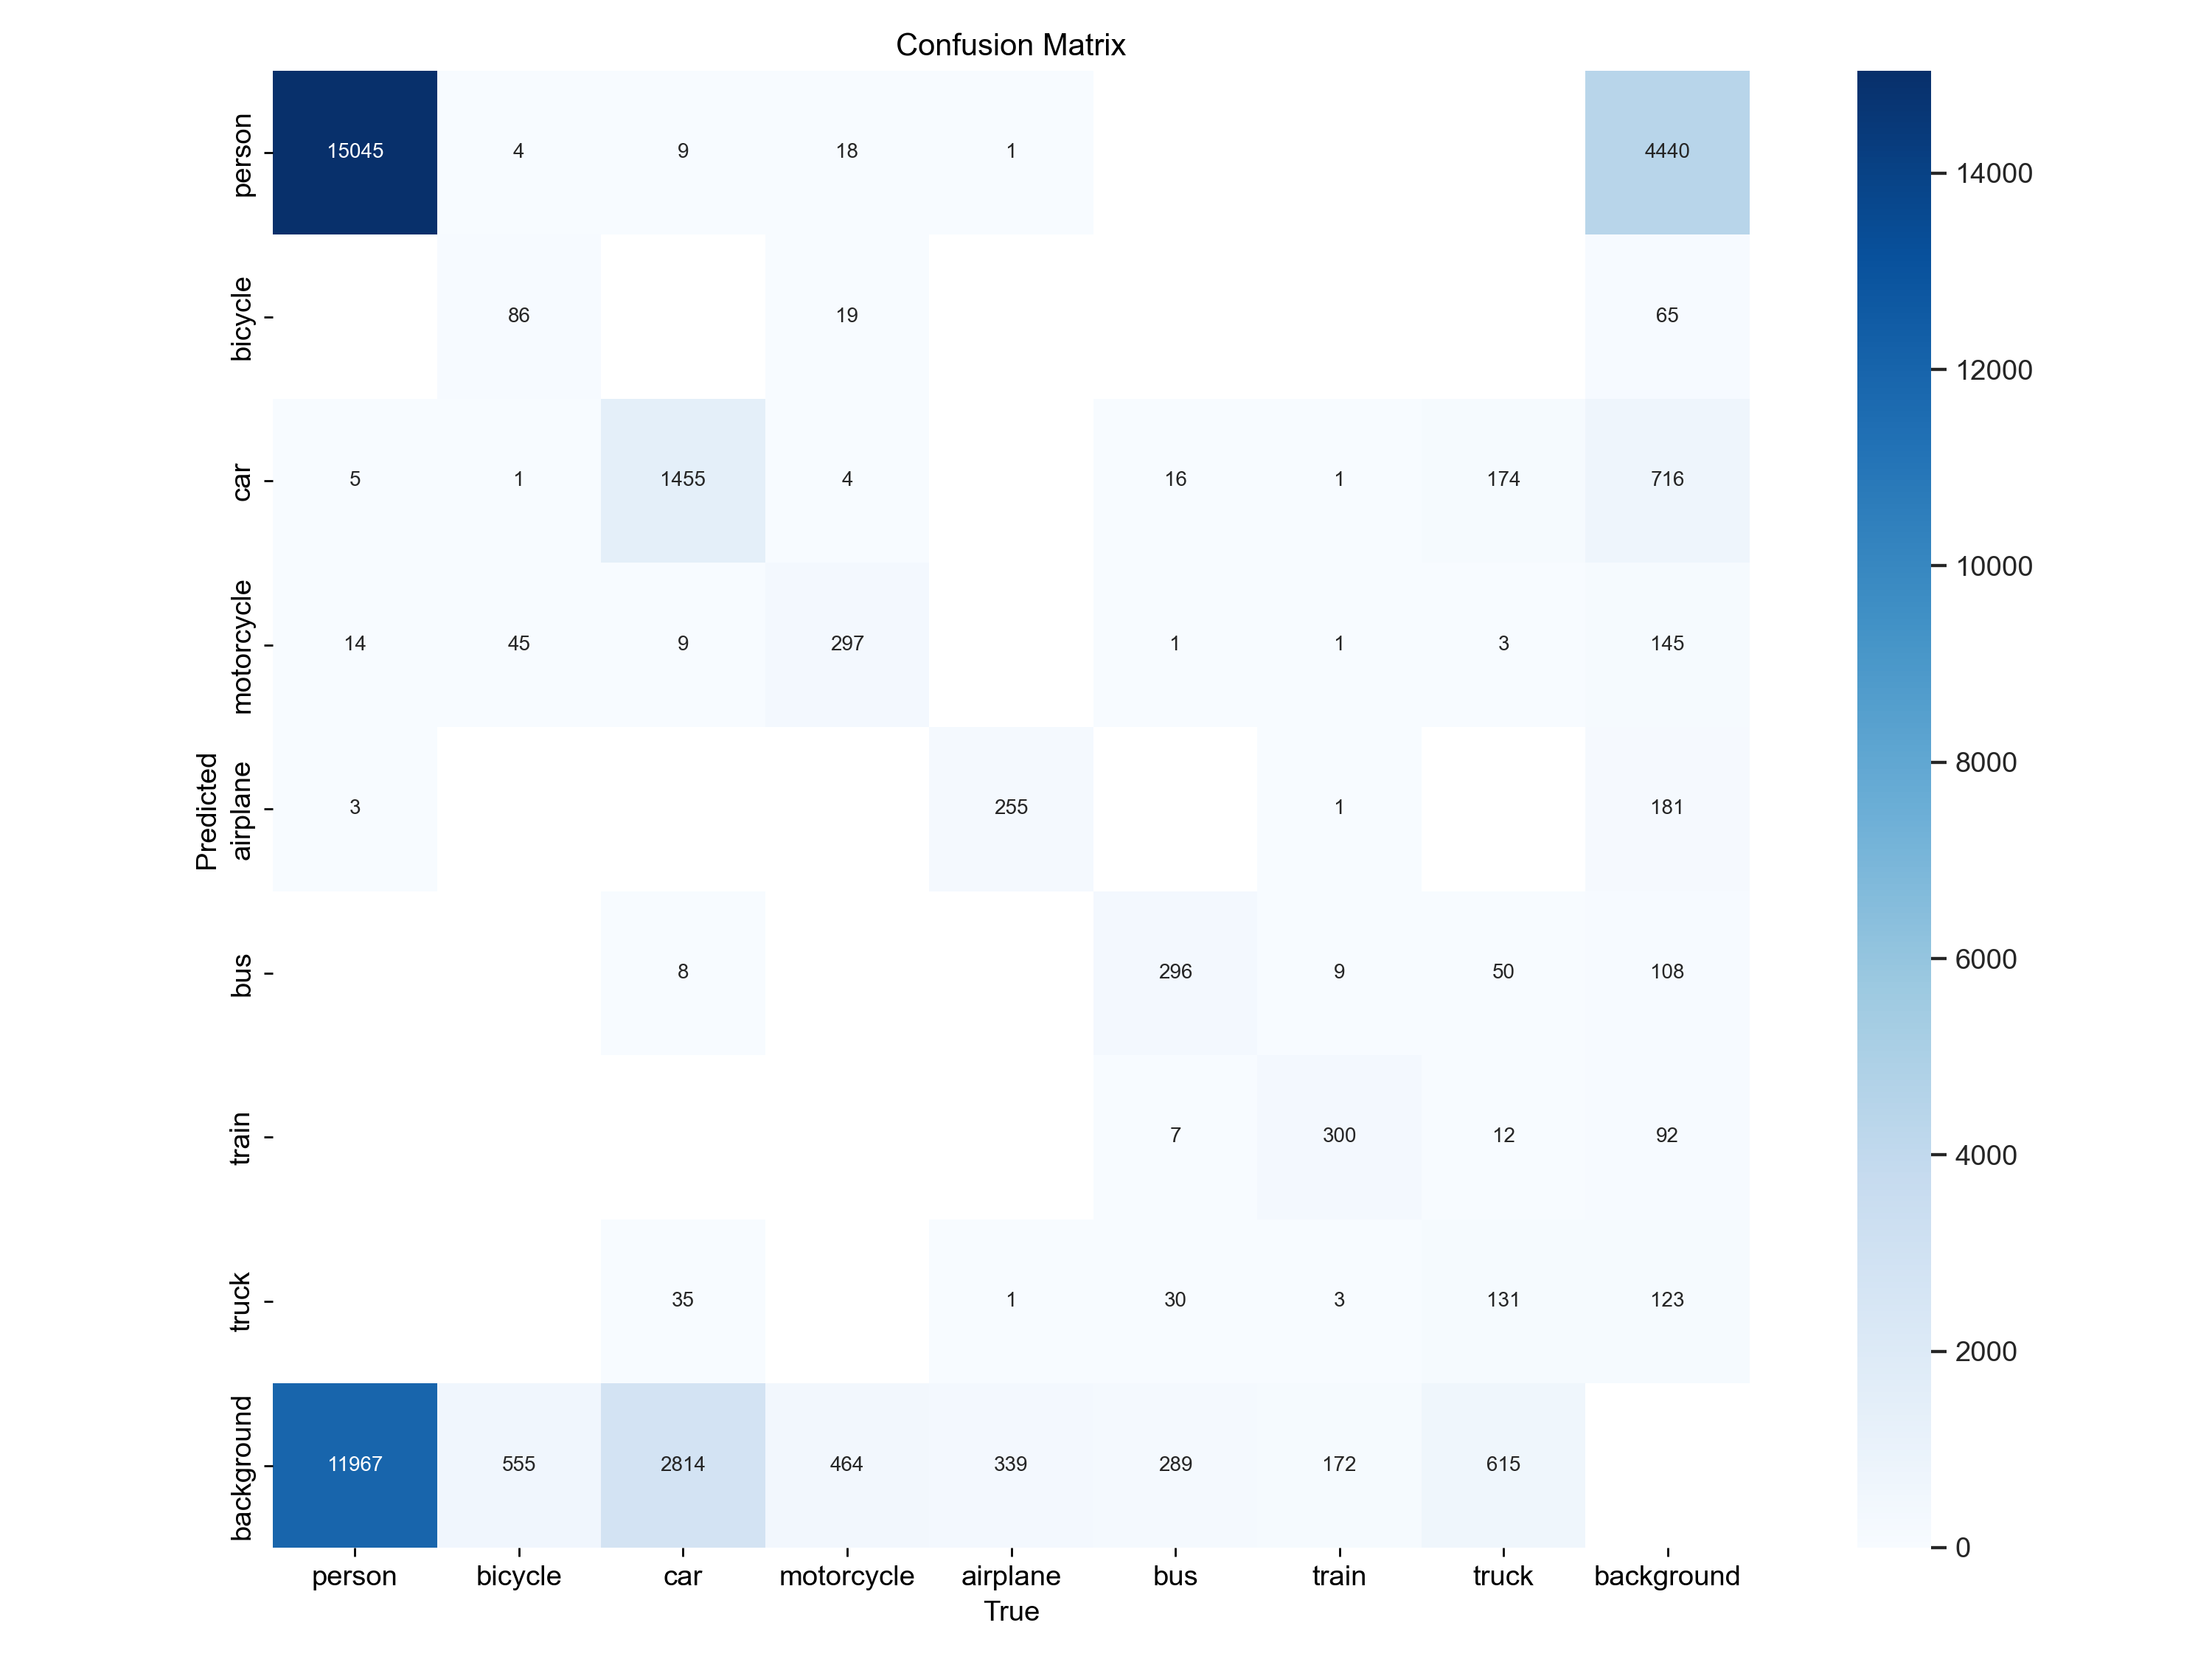 Confusion Matrix
person 15045 4 9 18 1 4440
bicycle 86 19 65
car 5 1 1455 4 16 1 174 716
motorcycle 14 45 9 297 1 1 3 145
airplane 3 255 1 181
bus 8 296 9 50 108
train 7 300 12 92
truck 35 1 30 3 131 123
background 11967 555 2814 464 339 289 172 615
person bicycle car motorcycle airplane bus train truck background
True
Predicted
14000
12000
10000
8000
6000
4000
2000
0